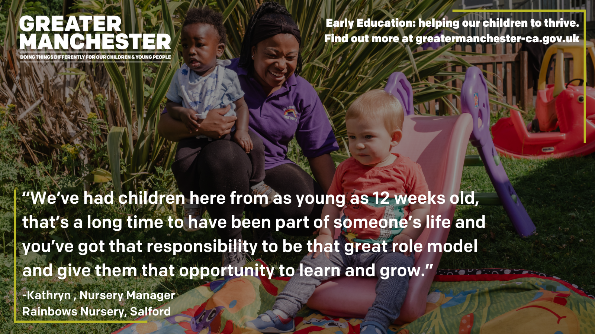 GREATER
MANCHESTER
DOING THINGS DIFFERENTLY FOR OUR CHILDREN & YOUNG PEOPLE
Early Education: helping our children to thrive.
Find out more at greatermanchester-ca.gov.uk
“We’ve had children here from as young as 12 weeks old,
that’s a long time to have been part of someone’s life and
you’ve got that responsibility to be that great role model
and give them that opportunity to learn and grow.”
-Kathryn , Nursery Manager
Rainbows Nursery, Salford